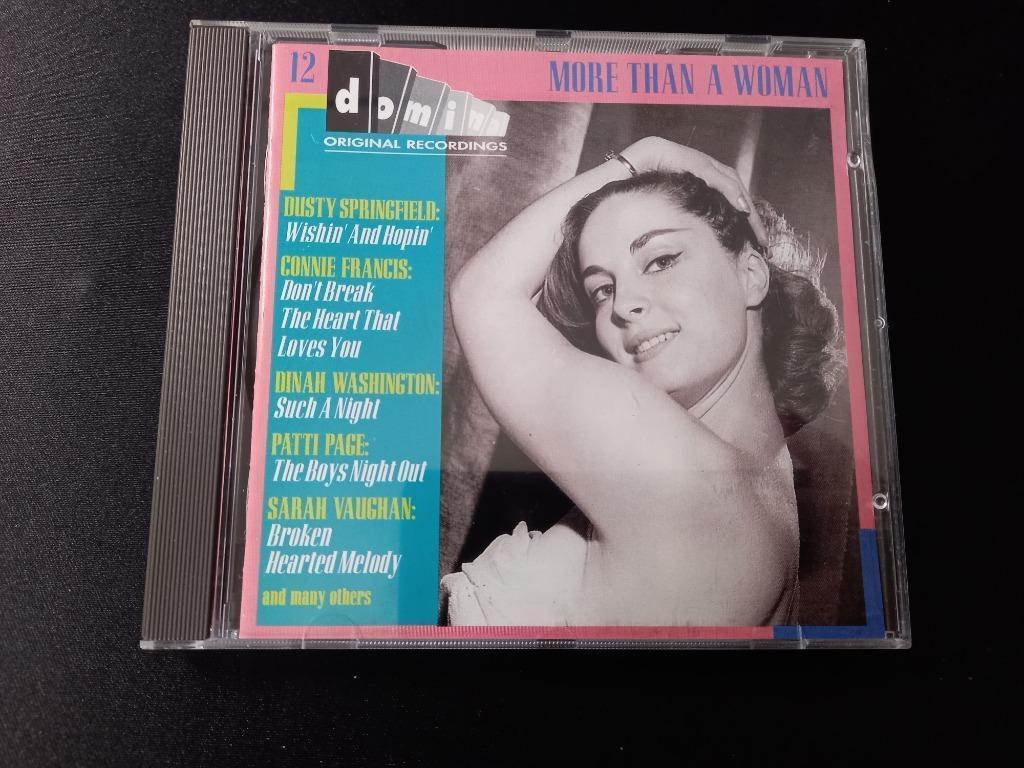 12
domino
MORE THAN A WOMAN
ORIGINAL RECORDINGS
DUSTY SPRINGFIELD:
Wishin' And Hopin'
CONNIE FRANCIS:
Don't Break
The Heart That
Loves You
DINAH WASHINGTON:
Such A Night
PATTI PAGE:
The Boys Night Out
SARAH VAUGHAN:
Broken
Hearted Melody
and many others